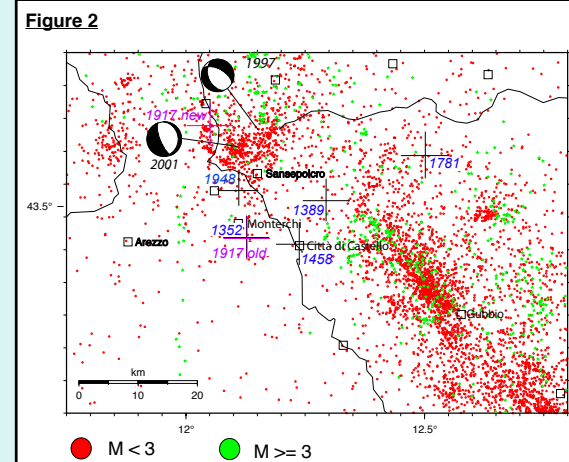 Figure 2
1997
1917 new
2001
Sansepolcro
1781
1948
43.5°
1389
1352
Monterchi
Arezzo
Città di Castello
1917 old
1458
Gubbio
km
0 10 20
12° 12.5°
M < 3 M >= 3